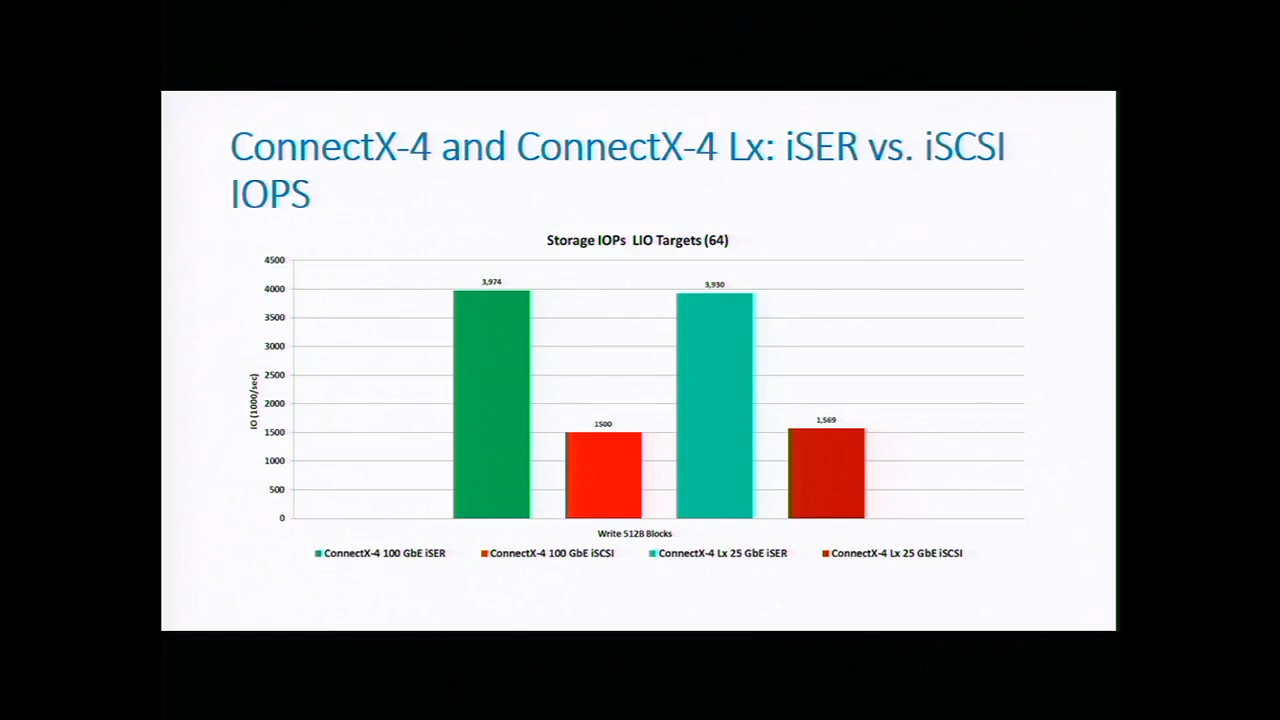 ConnectX-4 and ConnectX-4 Lx: iSER vs. iSCSI
IOPS
Storage IOPs LIO Targets (64)
4500
4000
3500
3000
2500
2000
1500
1000
500
0
IO (1000/sec)
3,974
1500
3,930
1,569
Write 512B Blocks
ConnectX-4 100 GbE iSER
ConnectX-4 100 GbE iSCSI
ConnectX-4 Lx 25 GbE iSER
ConnectX-4 Lx 25 GbE iSCSI